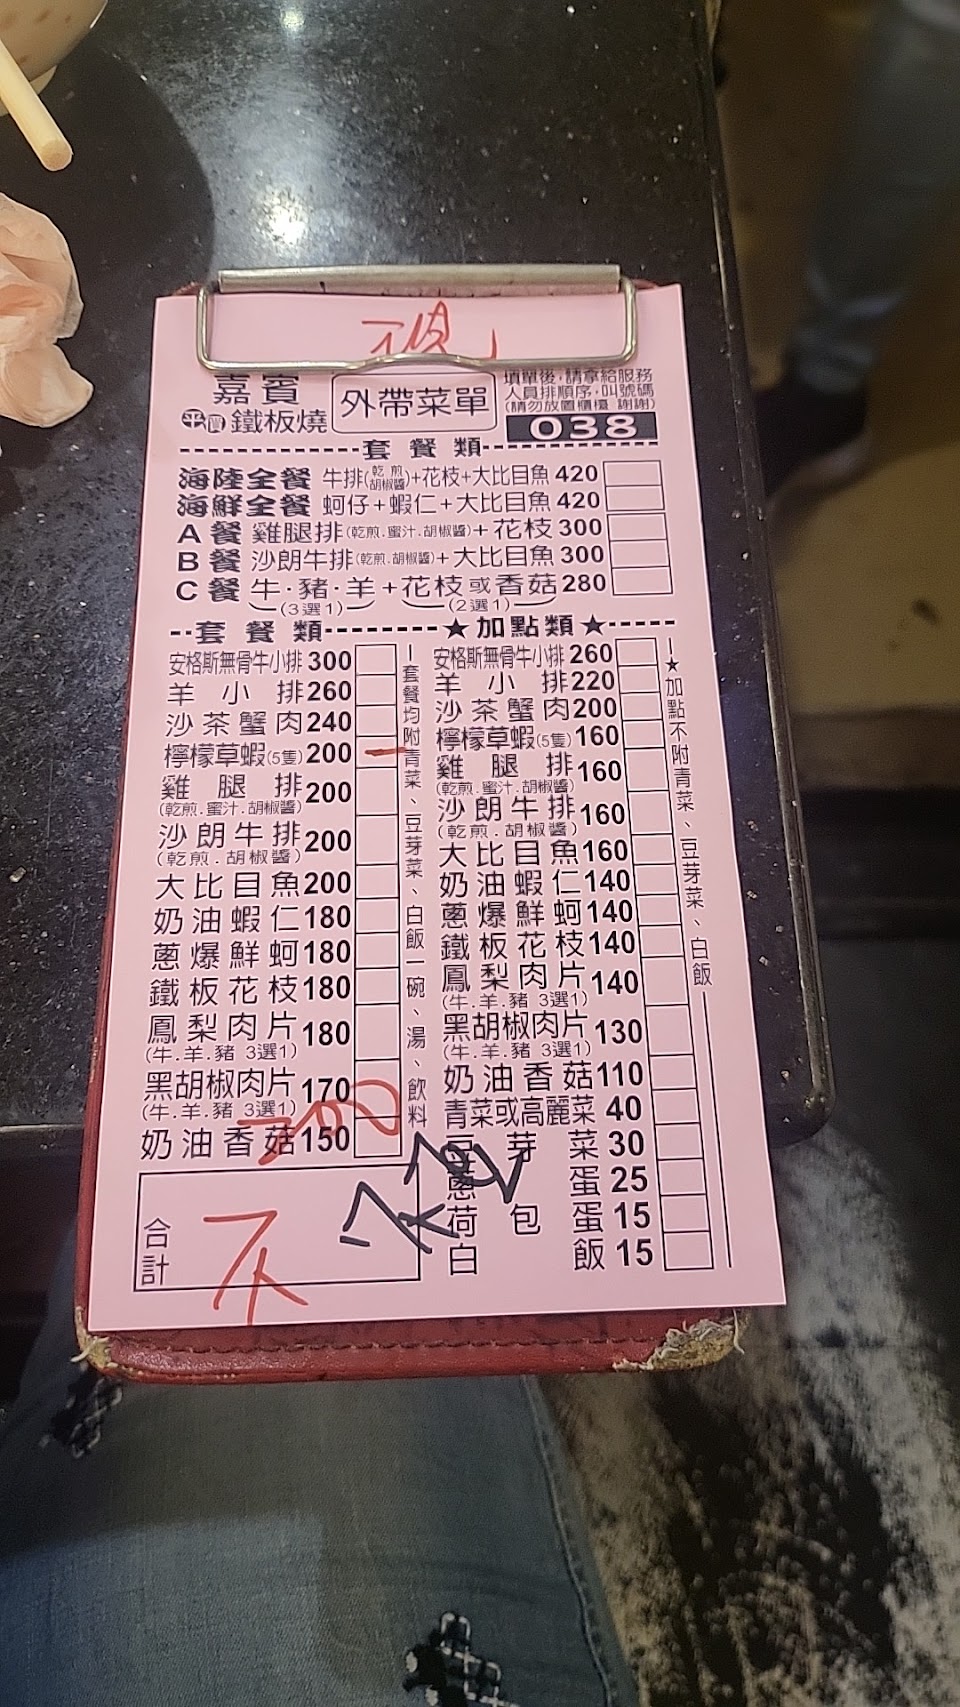 嘉賓
平價 鐵板燒
外帶菜單
填單後,請拿給服務
人員排順序,叫號碼
(請勿放置櫃檯 謝謝)
038
套餐類
海陸全餐 牛排(乾煎 胡椒醬)+花枝+大比目魚 420
海鮮全餐 蚵仔+蝦仁+大比目魚 420
A餐 雞腿排(乾煎.蜜汁.胡椒醬)+花枝 300
B餐 沙朗牛排(乾煎.胡椒醬)+大比目魚 300
C餐 牛·豬·羊+花枝或香菇 280
(3選1) (2選1)
套餐類
安格斯無骨牛小排 300
羊小排 260
沙茶蟹肉 240
檸檬草蝦(5隻) 200 一
雞腿排 200
(乾煎.蜜汁.胡椒醬)
沙朗牛排 200
(乾煎.胡椒醬)
大比目魚 200
奶油蝦仁 180
蔥爆鮮蚵 180
鐵板花枝 180
鳳梨肉片 180
(牛.羊.豬 3選1)
黑胡椒肉片 170
(牛.羊.豬 3選1)
奶油香菇 150
套餐均附青菜、豆芽菜、白飯一碗、湯、飲料
合計
★加點類★
安格斯無骨牛小排 260
羊小排 220
沙茶蟹肉 200
檸檬草蝦(5隻) 160
雞腿排 160
(乾煎.蜜汁.胡椒醬)
沙朗牛排 160
(乾煎.胡椒醬)
大比目魚 160
奶油蝦仁 140
蔥爆鮮蚵 140
鐵板花枝 140
鳳梨肉片 140
(牛.羊.豬 3選1)
黑胡椒肉片 130
(牛.羊.豬 3選1)
奶油香菇 110
青菜或高麗菜 40
豆芽菜 30
蔥蛋 25
荷包蛋 15
白飯 15
★加點不附青菜、豆芽菜、白飯